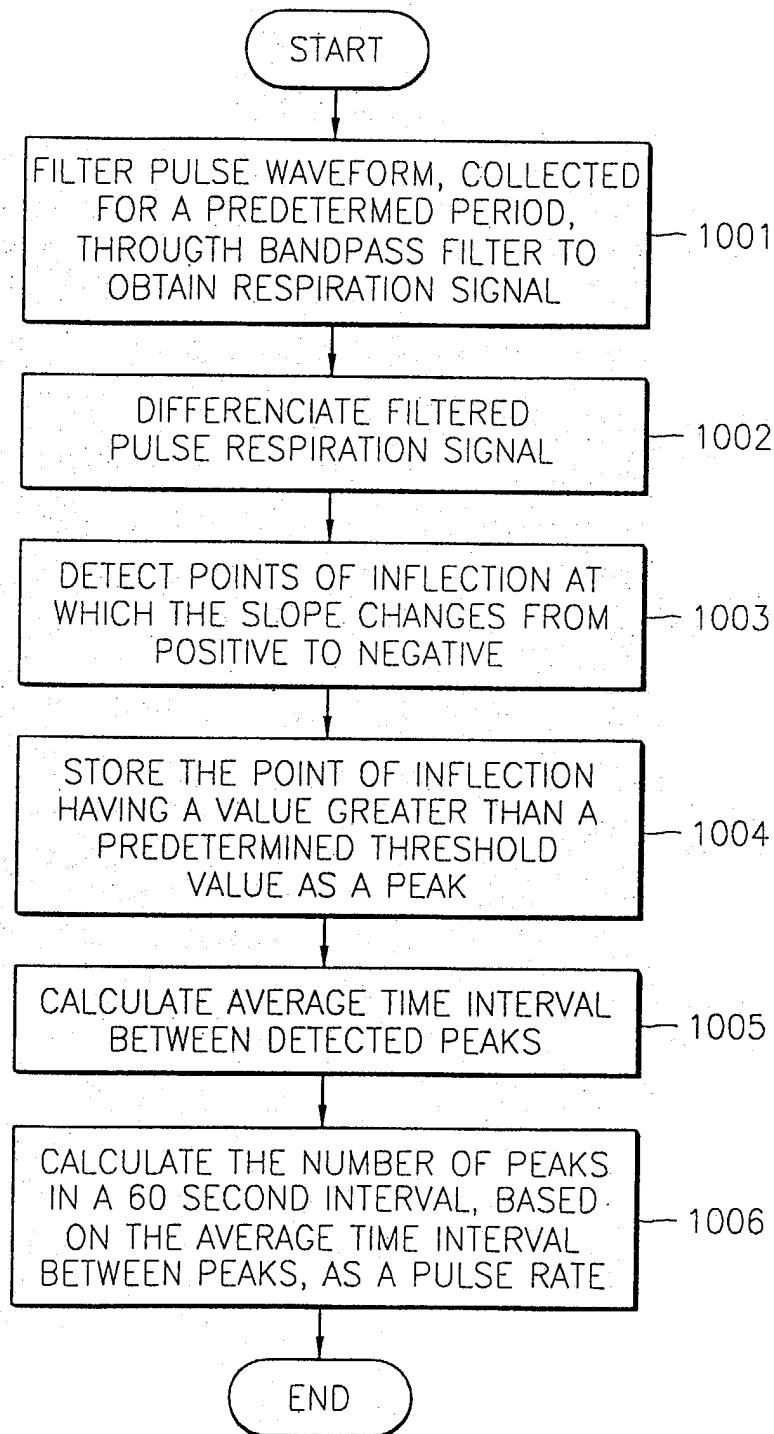 START
FILTER PULSE WAVEFORM, COLLECTED
FOR A PREDETERMED PERIOD,
THROUGTH BANDPASS FILTER TO
OBTAIN RESPIRATION SIGNAL
1001
DIFFERENCIATE FILTERED
PULSE RESPIRATION SIGNAL
1002
DETECT POINTS OF INFLECTION AT
WHICH THE SLOPE CHANGES FROM
POSITIVE TO NEGATIVE
1003
STORE THE POINT OF INFLECTION
HAVING A VALUE GREATER THAN A
PREDETERMINED THRESHOLD
VALUE AS A PEAK
1004
CALCULATE AVERAGE TIME INTERVAL
BETWEEN DETECTED PEAKS
1005
CALCULATE THE NUMBER OF PEAKS
IN A 60 SECOND INTERVAL, BASED
ON THE AVERAGE TIME INTERVAL
BETWEEN PEAKS, AS A PULSE RATE
1006
END